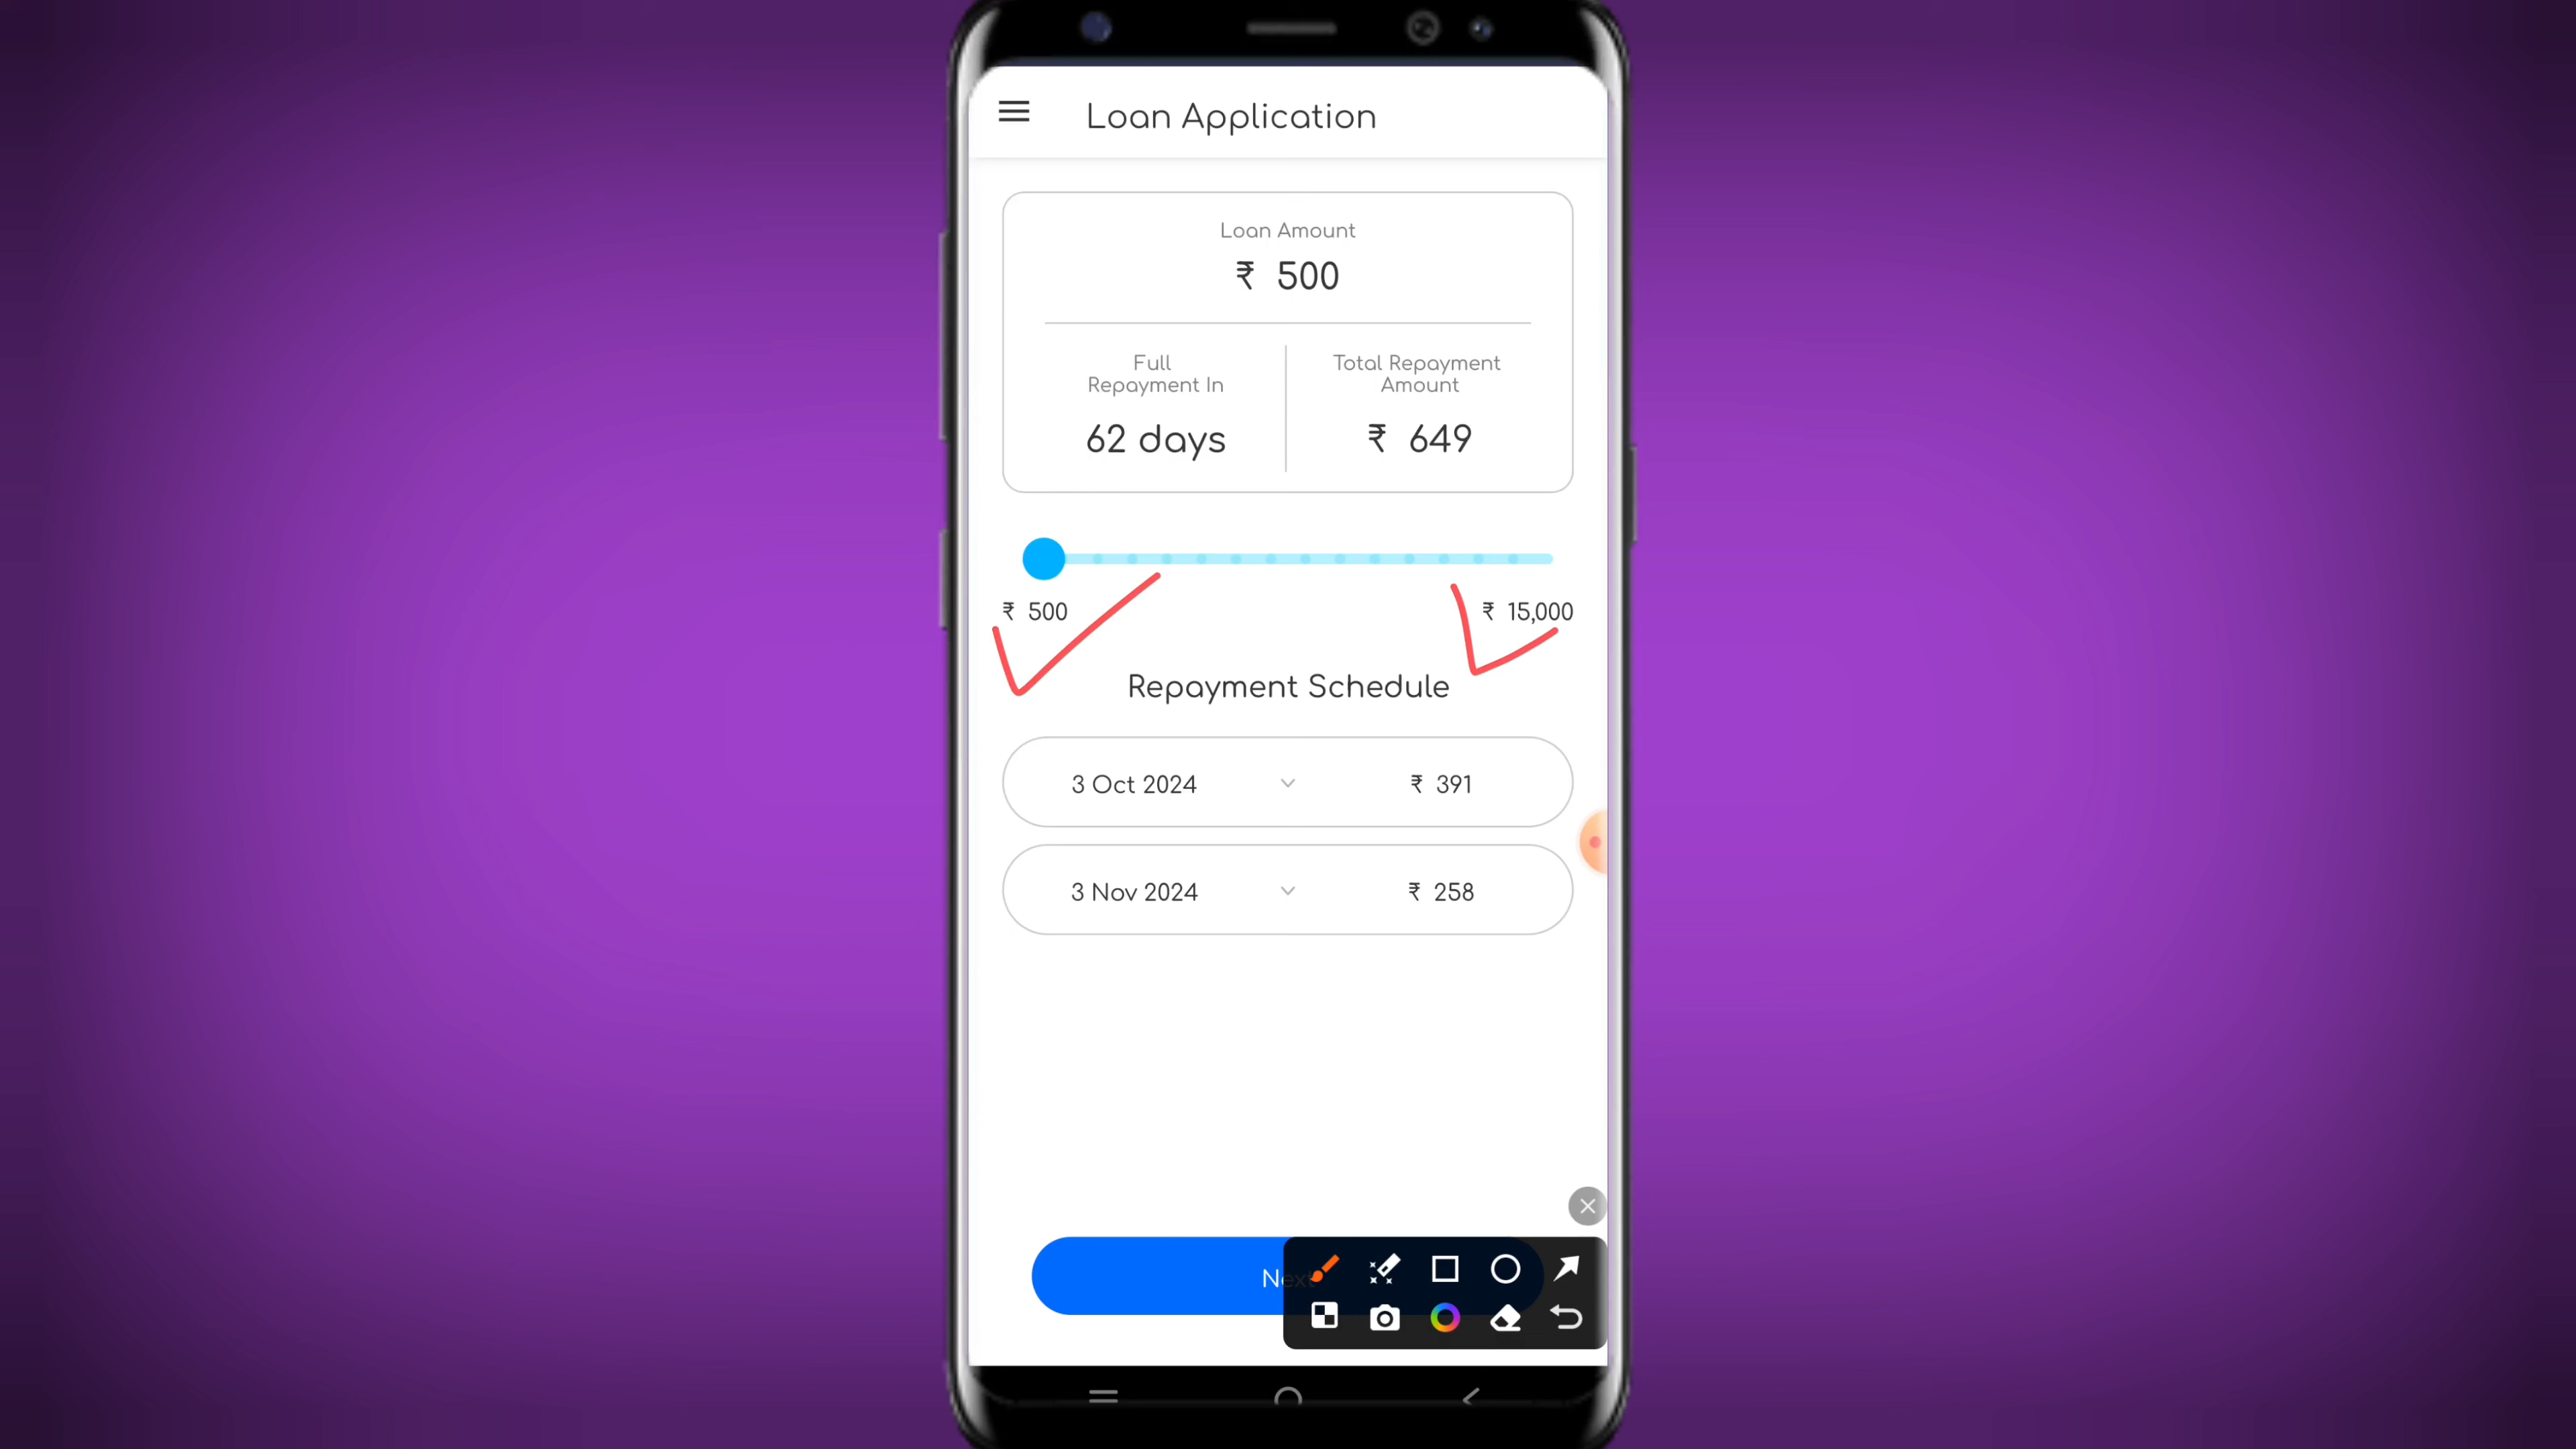 Loan Application
Loan Amount
₹ 500
Full
Repayment In
62 days
Total Repayment
Amount
₹ 649
₹ 500
₹ 15,000
Repayment Schedule
3 Oct 2024
₹ 391
3 Nov 2024
₹ 258
Next